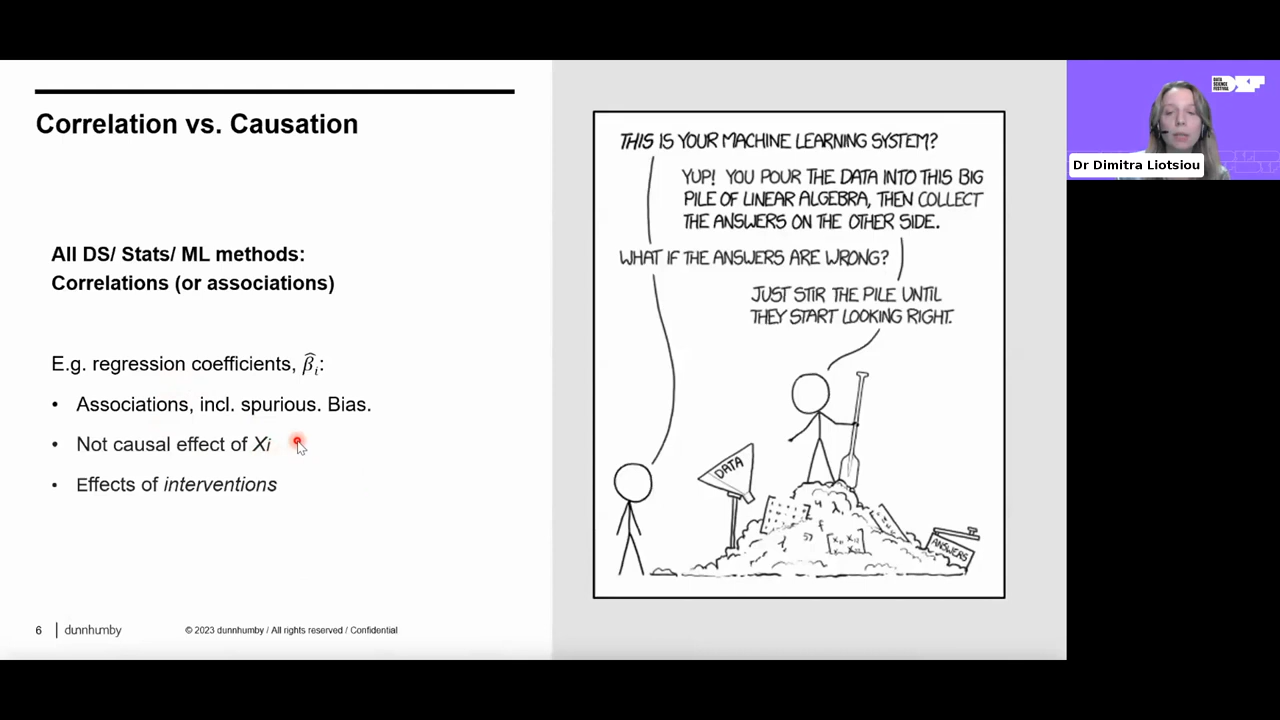 Correlation vs. Causation
All DS/ Stats/ ML methods:
Correlations (or associations)
E.g. regression coefficients, β̂ᵢ:
• Associations, incl. spurious. Bias.
• Not causal effect of Xi
• Effects of interventions
6 | dunnhumby
© 2023 dunnhumby / All rights reserved / Confidential
THIS IS YOUR MACHINE LEARNING SYSTEM?
YUP! YOU POUR THE DATA INTO THIS BIG
PILE OF LINEAR ALGEBRA, THEN COLLECT
THE ANSWERS ON THE OTHER SIDE.
WHAT IF THE ANSWERS ARE WRONG?
JUST STIR THE PILE UNTIL
THEY START LOOKING RIGHT.
DATA
ANSWERS
DATA
SCIENCE
FESTIVAL
DSF
Dr Dimitra Liotsiou